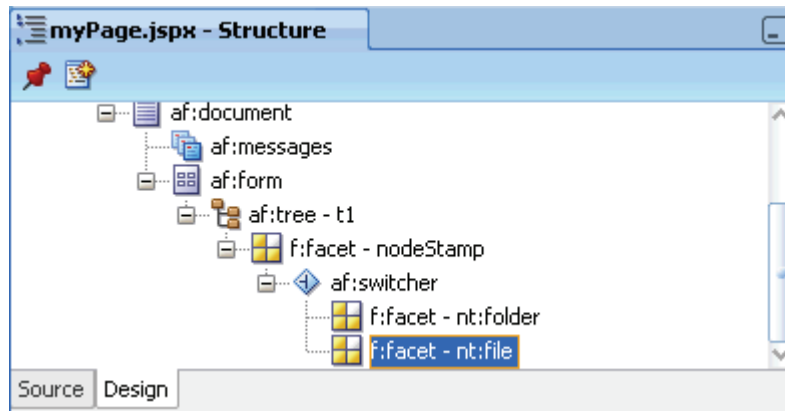 myPage.jspx - Structure
af:document
af:messages
af:form
af:tree - t1
f:facet - nodeStamp
af:switcher
f:facet - nt:folder
f:facet - nt:file
Source Design